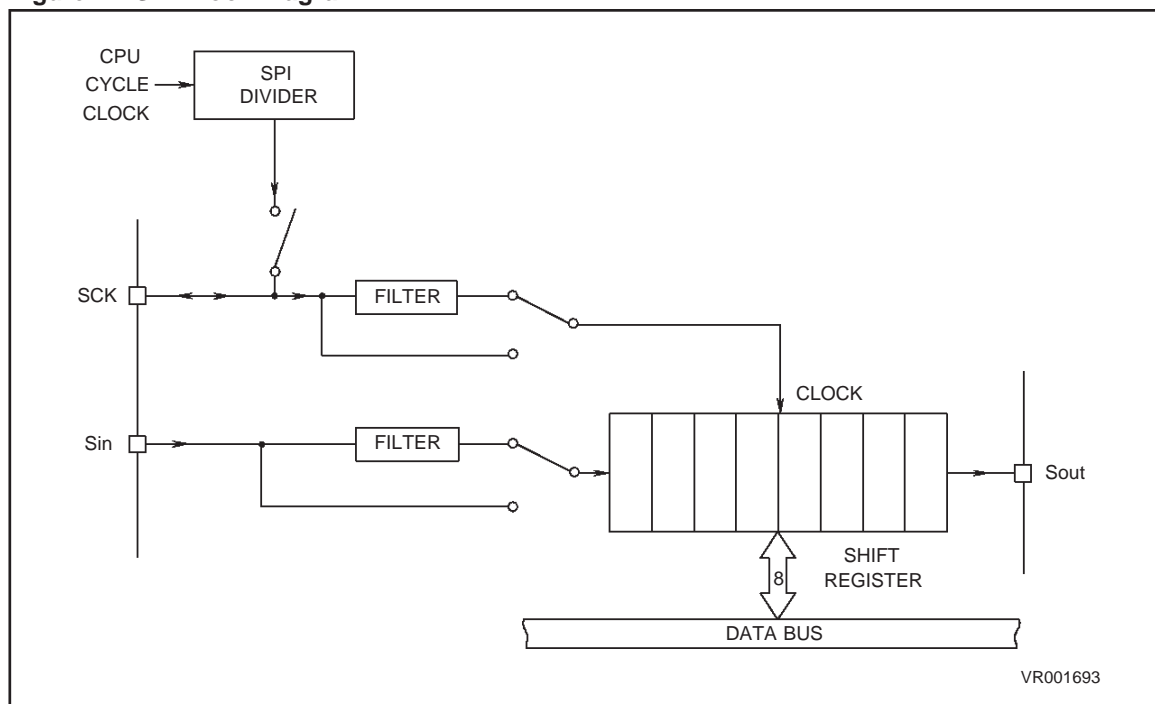 CPU
CYCLE
CLOCK
SPI
DIVIDER
SCK
FILTER
CLOCK
Sin
FILTER
Sout
SHIFT
REGISTER
8
DATA BUS
VR001693